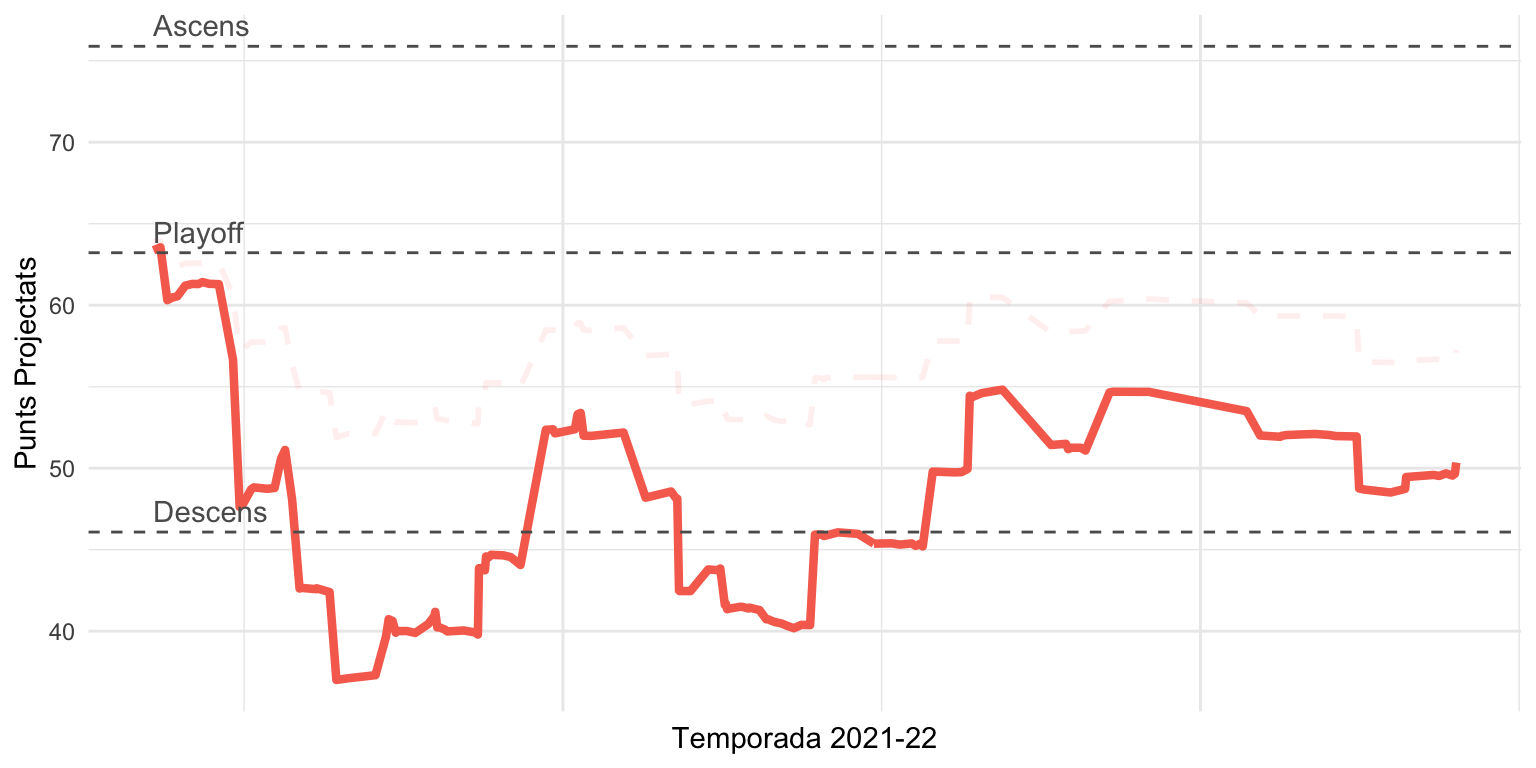 Ascens
70
Playoff
60
50
Descens
40
Punts Projectats
Temporada 2021-22